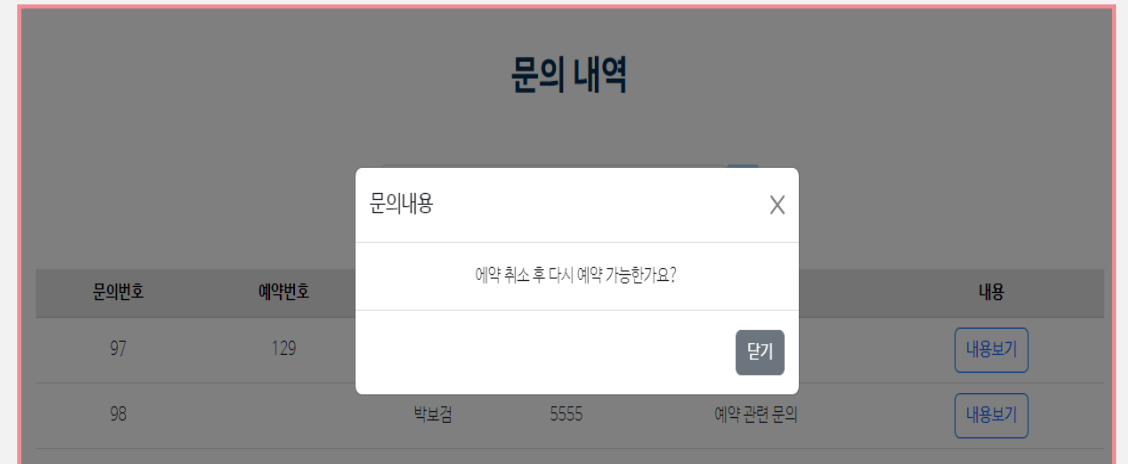 문의 내역
문의내용 X
에약 취소 후 다시 예약 가능한가요?
문의번호 예약번호 내용
97 129 내용보기
닫기
98 박보검 5555 예약 관련 문의 내용보기